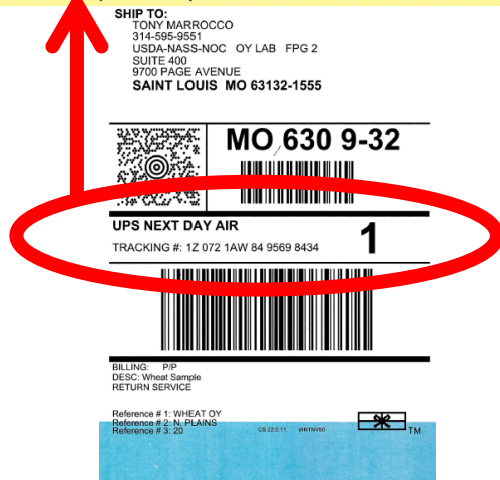 SHIP TO:
TONY MARROCCO
314-595-9551
USDA-NASS-NOC OY LAB FPG 2
SUITE 400
9700 PAGE AVENUE
SAINT LOUIS MO 63132-1555
MO 630 9-32
UPS NEXT DAY AIR
1
TRACKING #: 1Z 072 1AW 84 9569 8434
BILLING: P/P
DESC: Wheat Sample
RETURN SERVICE
Reference # 1: WHEAT OY
Reference # 2: N. PLAINS
Reference # 3: 20
TM